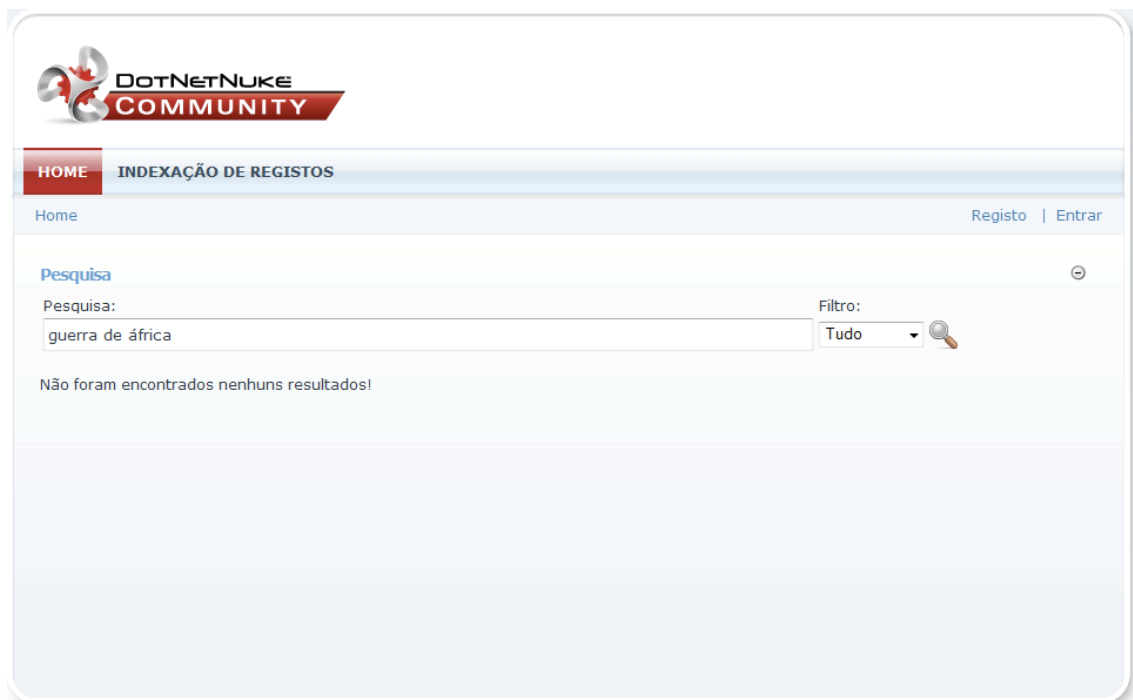 DOTNETNUKE
COMMUNITY
HOME INDEXAÇÃO DE REGISTOS
Home Registo | Entrar
Pesquisa
Pesquisa: Filtro:
guerra de áfrica Tudo
Não foram encontrados nenhuns resultados!